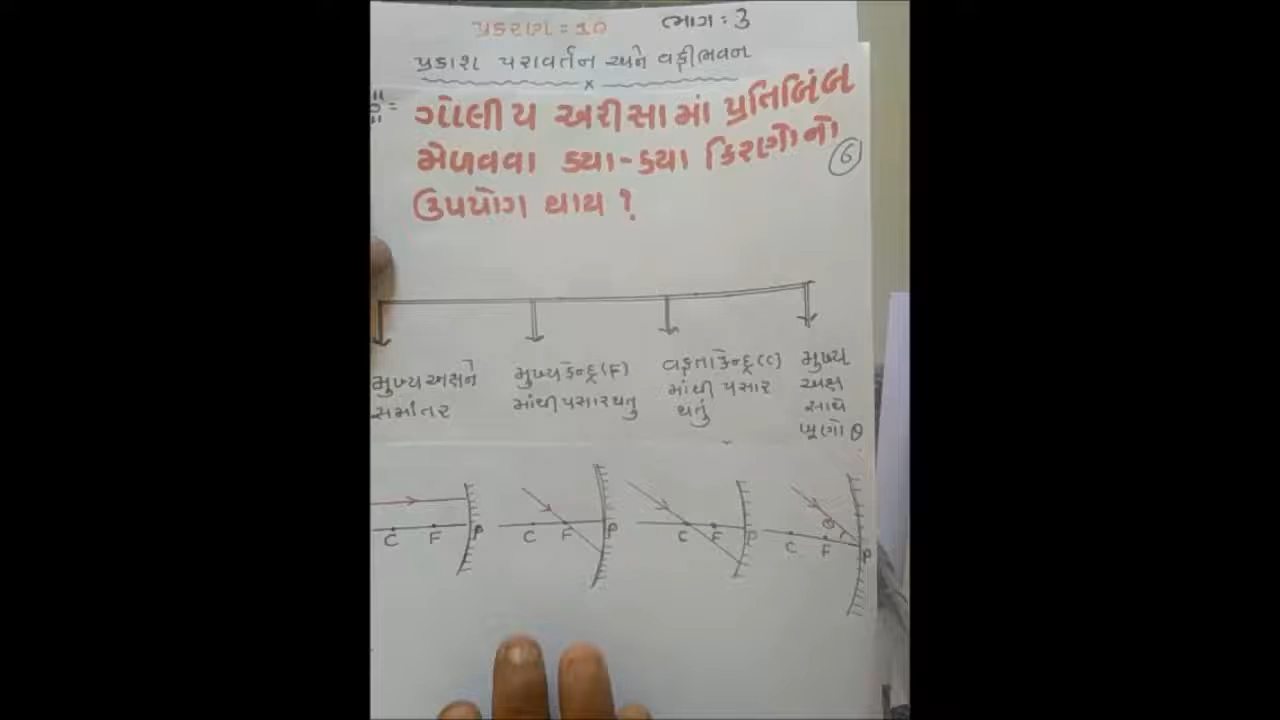 પ્રકરણ = 10
ભાગ : 3
પ્રકાશ પરાવર્તન અને વક્રીભવન
ગોલીય અરીસામાં પ્રતિબિંબ
મેળવવા ક્યા-ક્યા કિરણોનો
6
ઉપયોગ થાય ?
મુખ્ય અક્ષને
સમાંતર
મુખ્યકેન્દ્ર (F)
માંથી પસાર થતુ
વક્રતાકેન્દ્ર (C)
માંથી પસાર
થતું
મુખ્ય
અક્ષ
સાથે
ખૂણો θ
C F P
C F P
C F P
θ
C F P